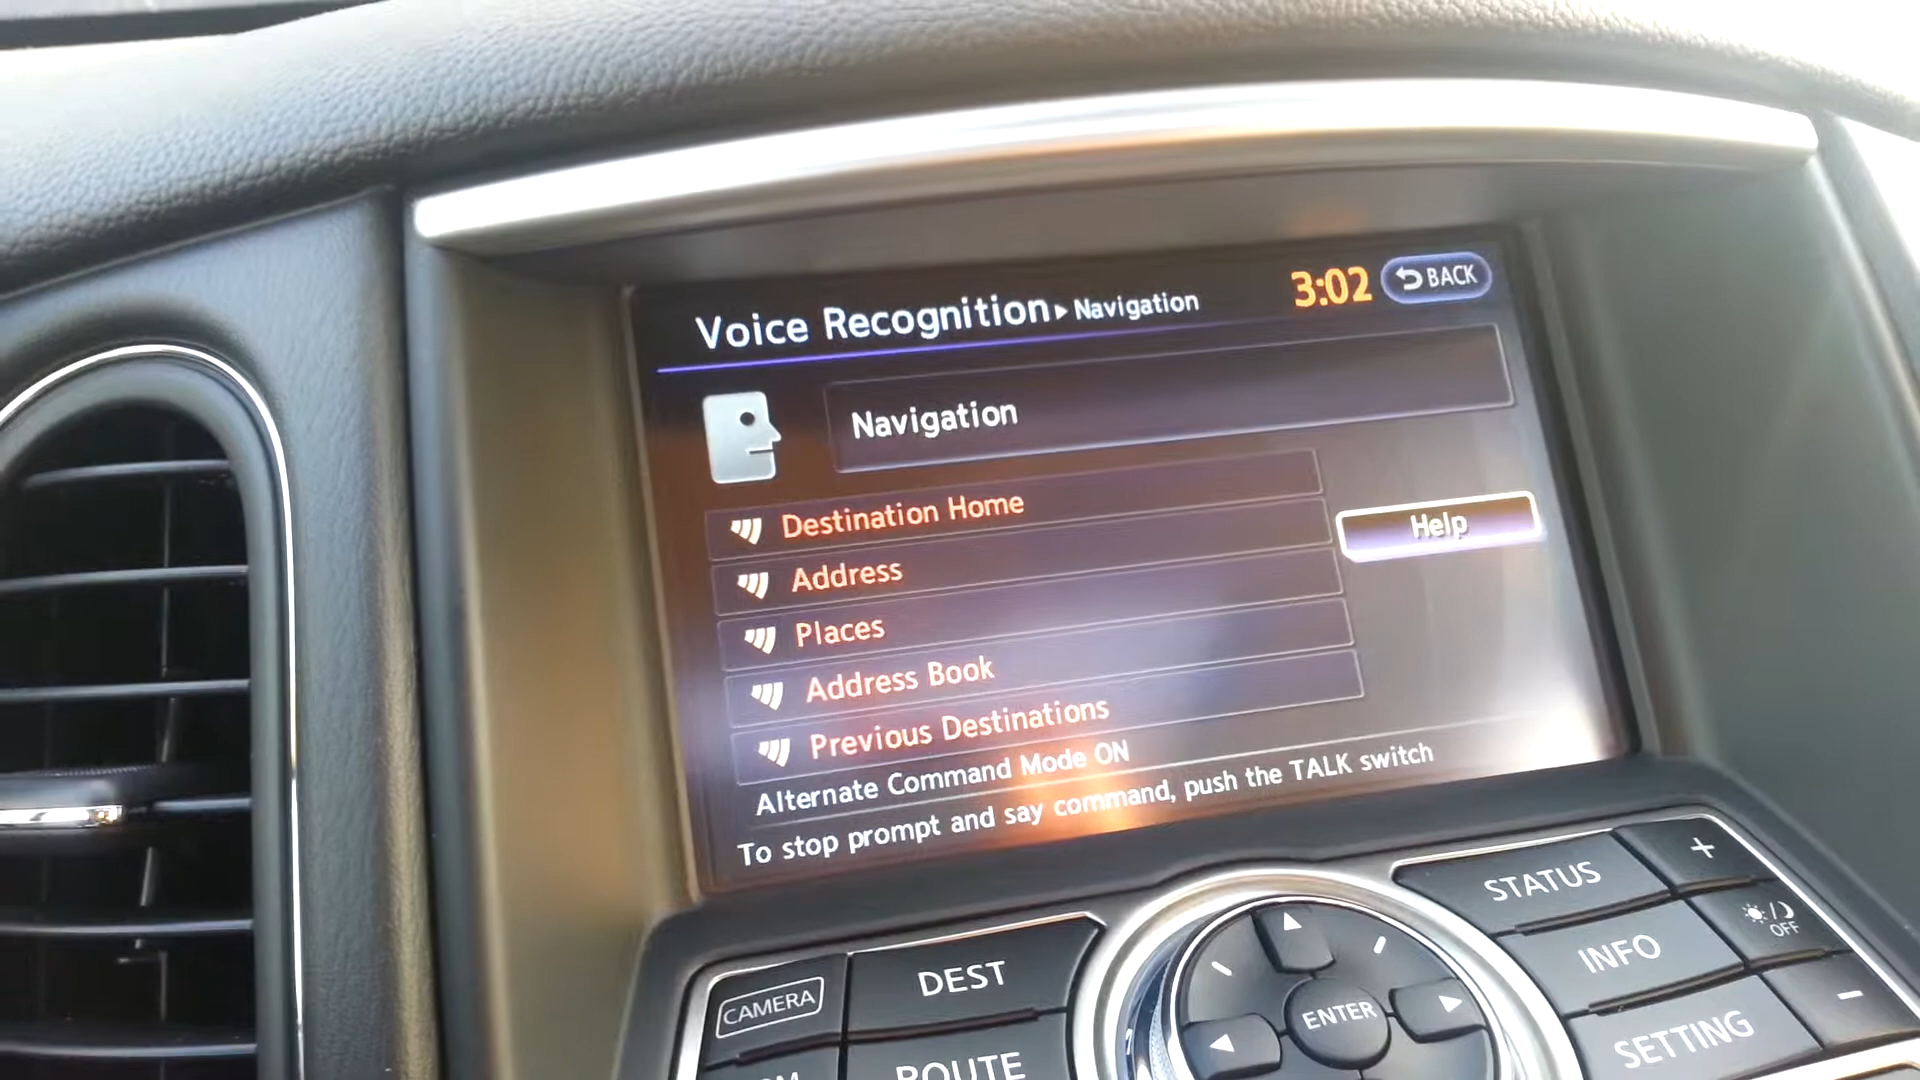 Voice Recognition ▸ Navigation
3:02
BACK
Navigation
Destination Home
Help
Address
Places
Address Book
Previous Destinations
Alternate Command Mode ON
To stop prompt and say command, push the TALK switch
STATUS
+
CAMERA
DEST
INFO
OFF
ENTER
-
ROUTE
SETTING